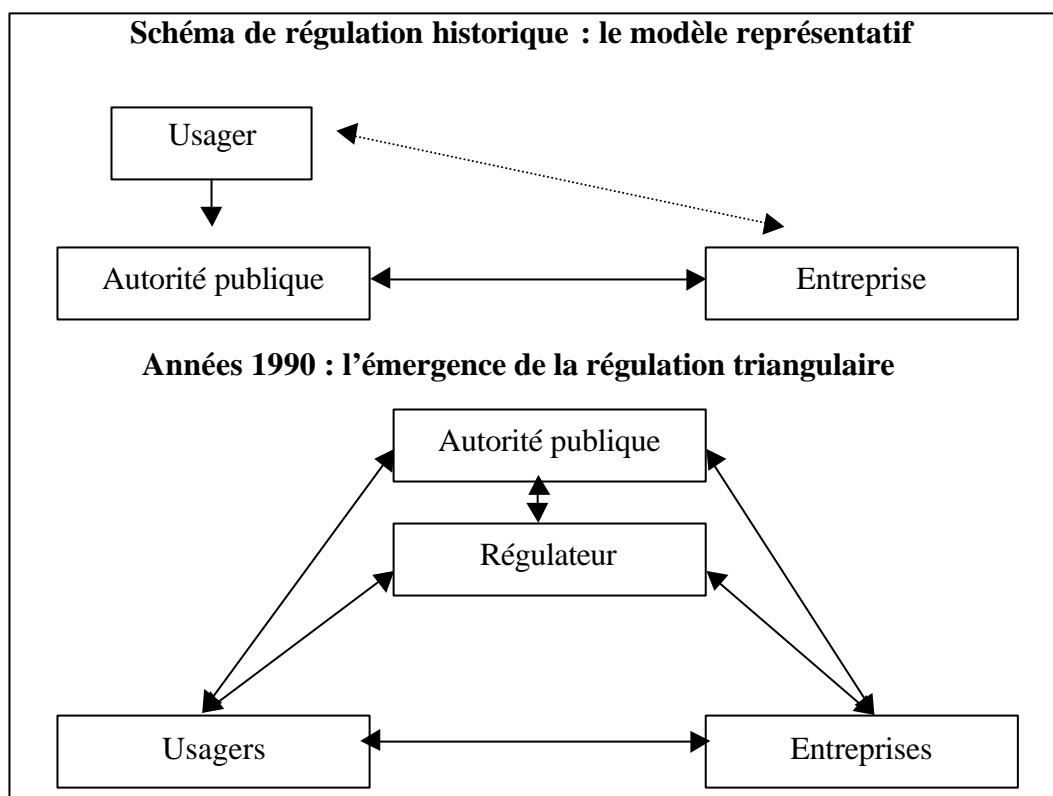 Schéma de régulation historique : le modèle représentatif
Usager
Autorité publique
Entreprise
Années 1990 : l’émergence de la régulation triangulaire
Autorité publique
Régulateur
Usagers
Entreprises